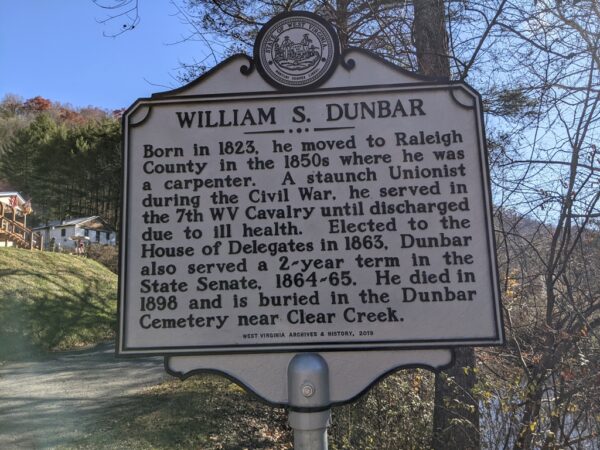 WILLIAM S. DUNBAR
Born in 1823, he moved to Raleigh
County in the 1850s where he was
a carpenter. A staunch Unionist
during the Civil War, he served in
the 7th WV Cavalry until discharged
due to ill health. Elected to the
House of Delegates in 1863, Dunbar
also served a 2-year term in the
State Senate, 1864-65. He died in
1898 and is buried in the Dunbar
Cemetery near Clear Creek.
WEST VIRGINIA ARCHIVES & HISTORY, 2019